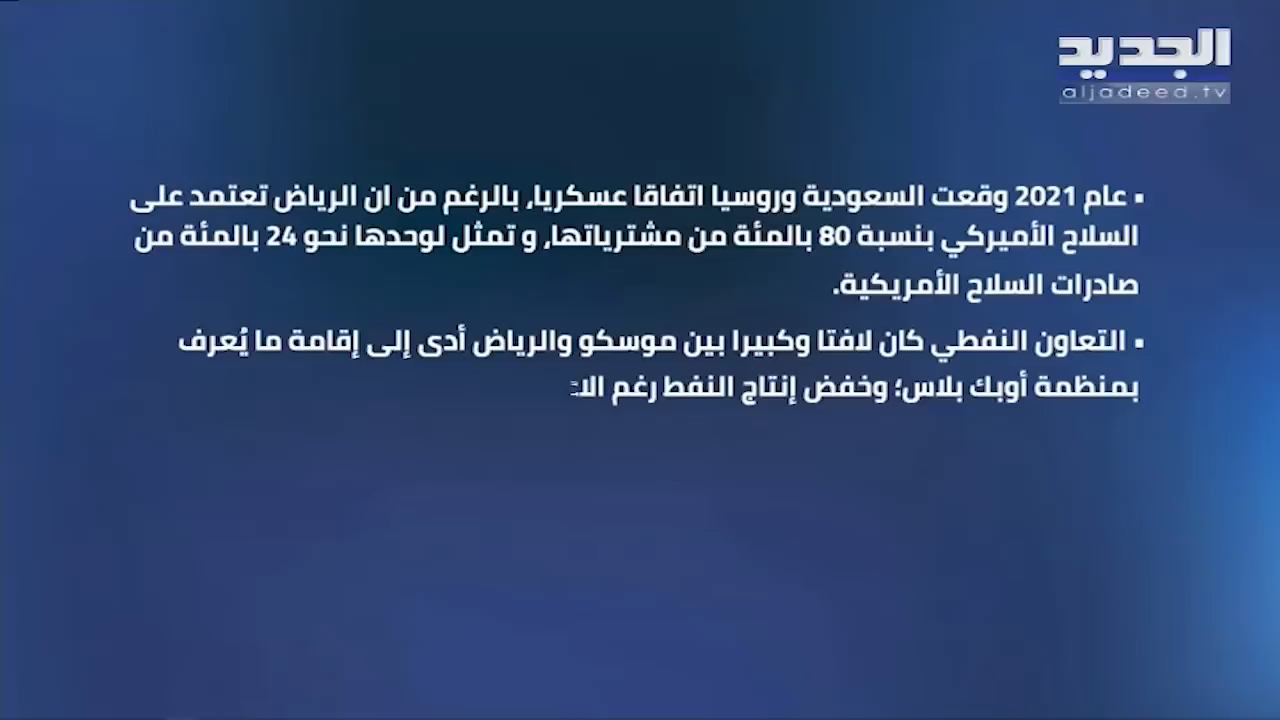 الجديد
aljadeed.tv
▪ عام 2021 وقعت السعودية وروسيا اتفاقا عسكريا، بالرغم من ان الرياض تعتمد على
السلاح الأميركي بنسبة 80 بالمئة من مشترياتها، و تمثل لوحدها نحو 24 بالمئة من
صادرات السلاح الأمريكية.
▪ التعاون النفطي كان لافتا وكبيرا بين موسكو والرياض أدى إلى إقامة ما يُعرف
بمنظمة أوبك بلاس؛ وخفض إنتاج النفط رغم